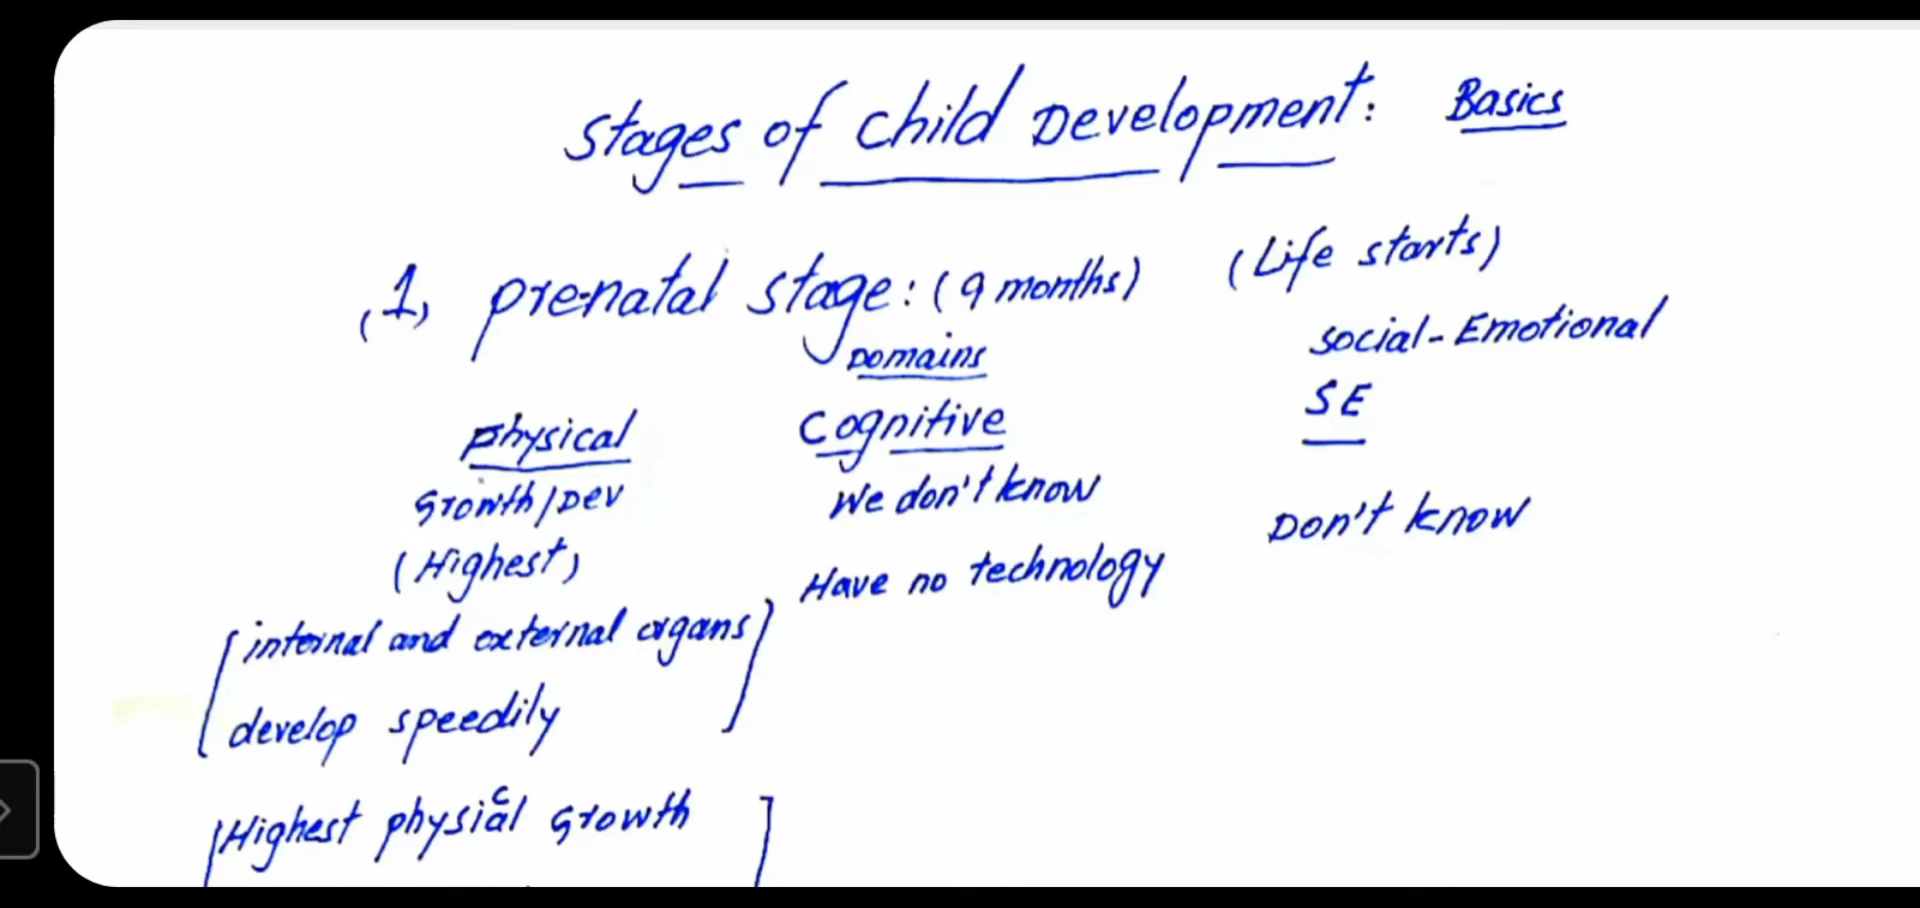 Stages of Child Development: Basics
(1) Prenatal stage: (9 months) (Life starts)
Domains
Social-Emotional
Physical
Cognitive
SE
Growth/Dev
We don't know
Don't know
(Highest)
Have no technology
[internal and external organs]
develop speedily
[Highest physical Growth]